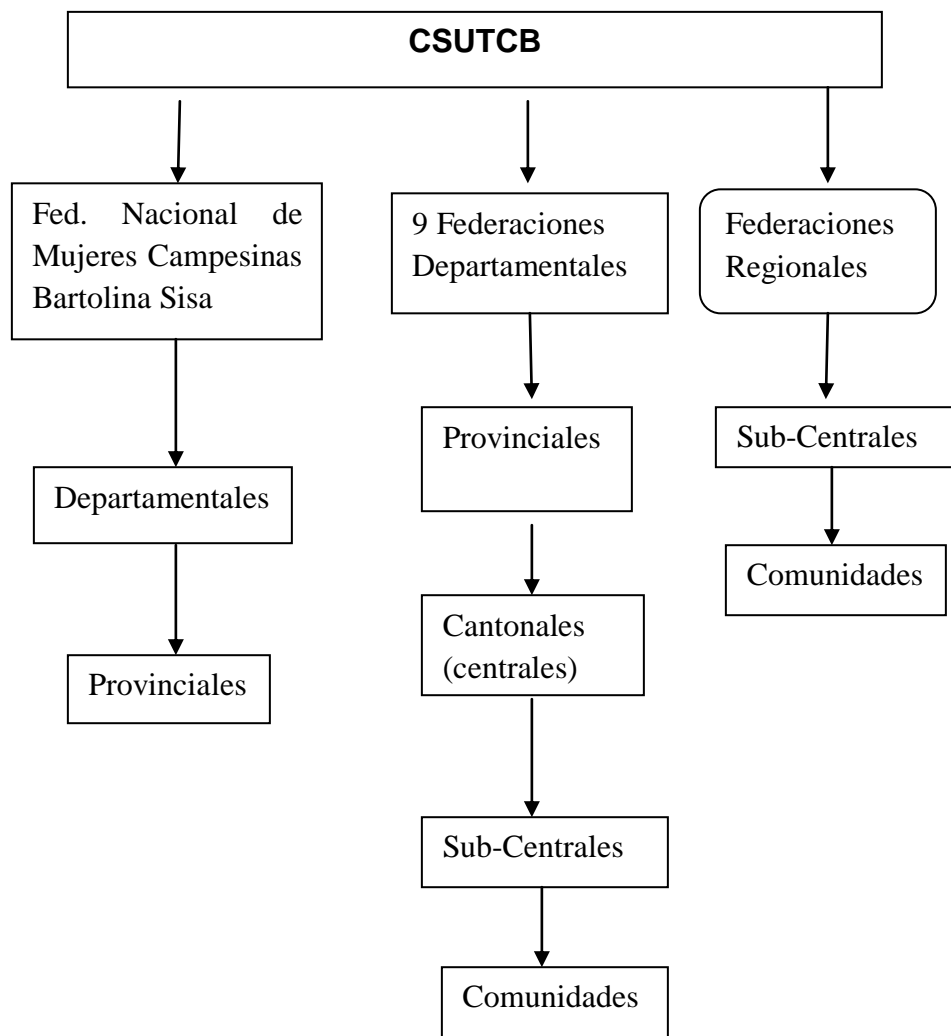 CSUTCB
Fed. Nacional de
Mujeres Campesinas
Bartolina Sisa
9 Federaciones
Departamentales
Federaciones
Regionales
Provinciales
Sub-Centrales
Departamentales
Comunidades
Cantonales
(centrales)
Provinciales
Sub-Centrales
Comunidades